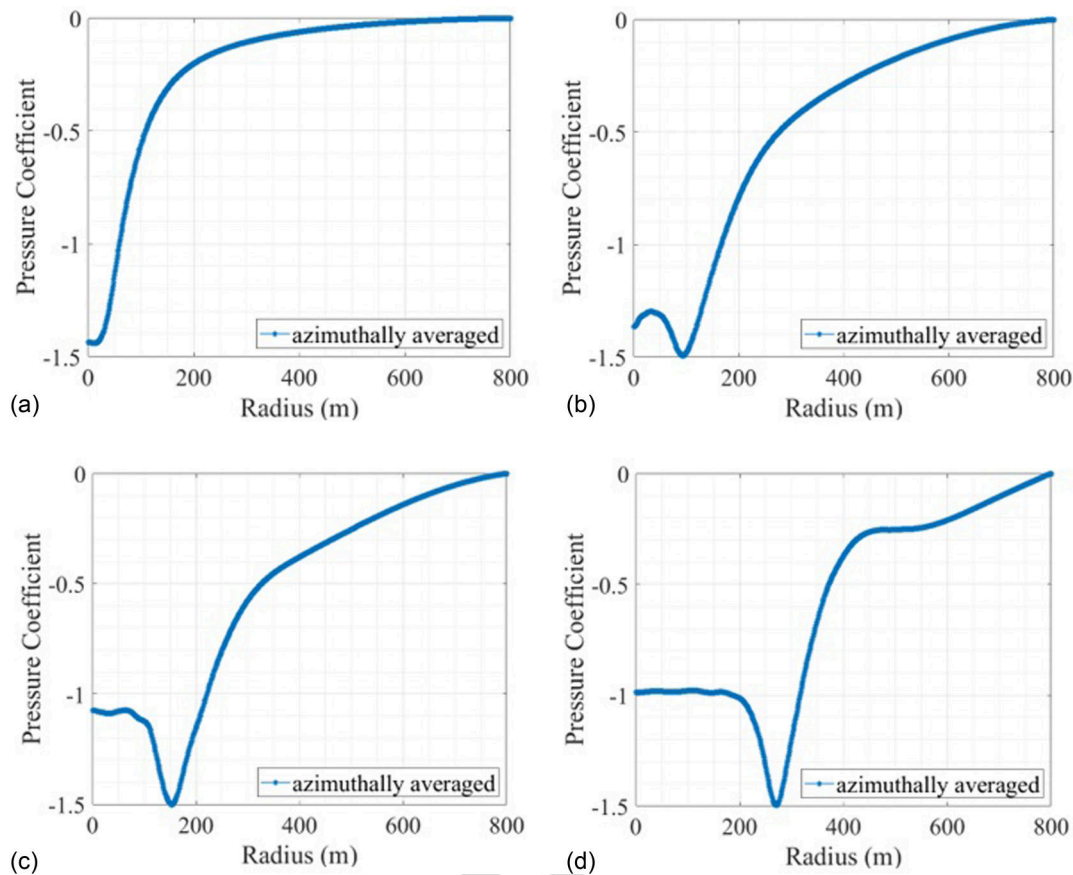 0
-0.5
-1
-1.5
Pressure Coefficient
azimuthally averaged
0 200 400 600 800
Radius (m)
(a)
0
-0.5
-1
-1.5
Pressure Coefficient
azimuthally averaged
0 200 400 600 800
Radius (m)
(b)
0
-0.5
-1
-1.5
Pressure Coefficient
azimuthally averaged
0 200 400 600 800
Radius (m)
(c)
0
-0.5
-1
-1.5
Pressure Coefficient
azimuthally averaged
0 200 400 600 800
Radius (m)
(d)